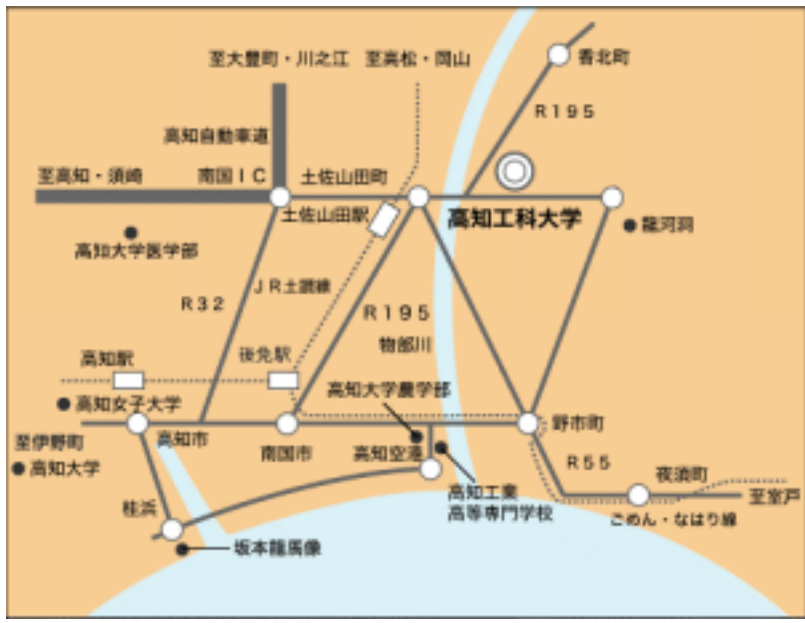 至大豊町・川之江　至高松・岡山
香北町
Ｒ１９５
高知自動車道
至高知・須崎　南国ＩＣ　土佐山田町
土佐山田駅
高知工科大学
龍河洞
高知大学医学部
ＪＲ土讃線
Ｒ３２
Ｒ１９５
物部川
高知駅
後免駅
高知大学農学部
高知女子大学
高知市
南国市
高知空港
野市町
至伊野町
高知大学
Ｒ５５
夜須町
至室戸
高知工業
高等専門学校
ごめん・なはり線
桂浜
坂本龍馬像